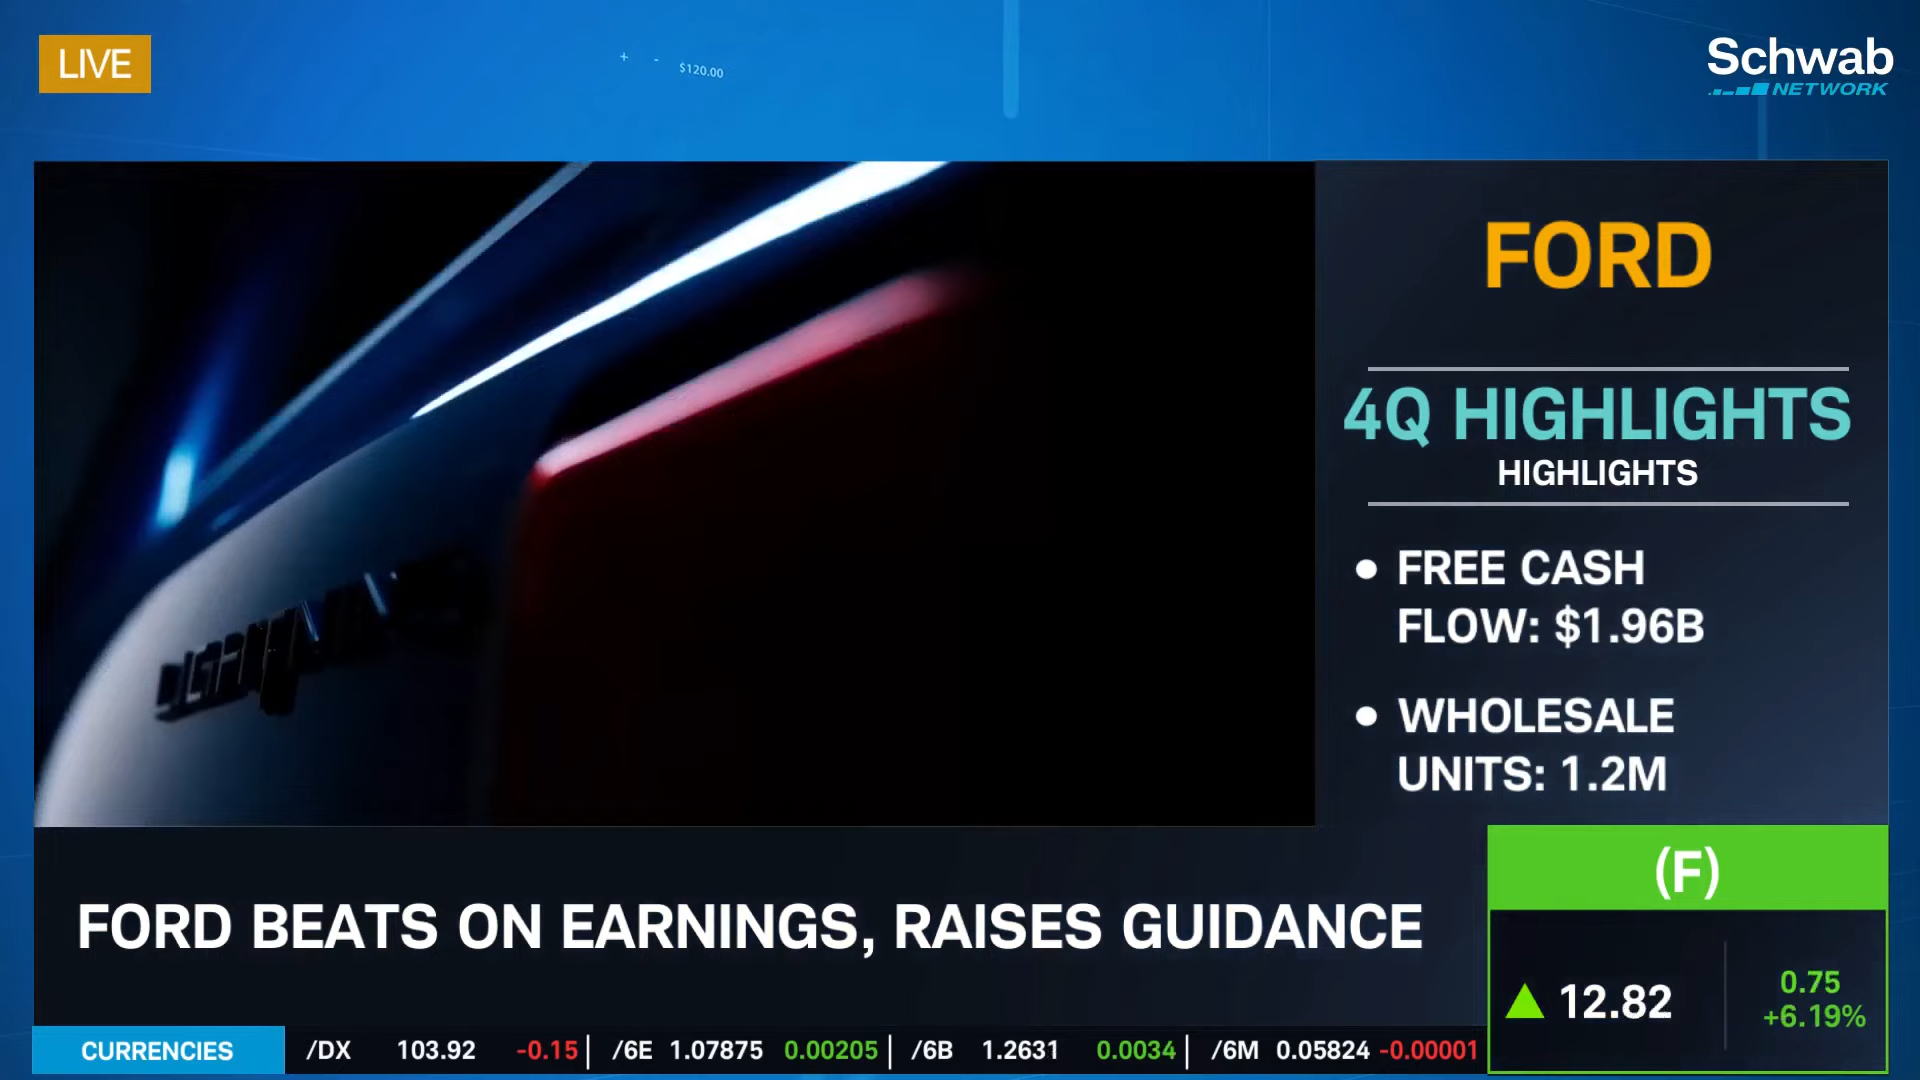 LIVE
+ - $120.00
Schwab
NETWORK
FORD
4Q HIGHLIGHTS
HIGHLIGHTS
• FREE CASH
FLOW: $1.96B
• WHOLESALE
UNITS: 1.2M
FORD BEATS ON EARNINGS, RAISES GUIDANCE
(F)
▲ 12.82
0.75
+6.19%
CURRENCIES /DX 103.92 -0.15 | /6E 1.07875 0.00205 | /6B 1.2631 0.0034 | /6M 0.05824 -0.00001